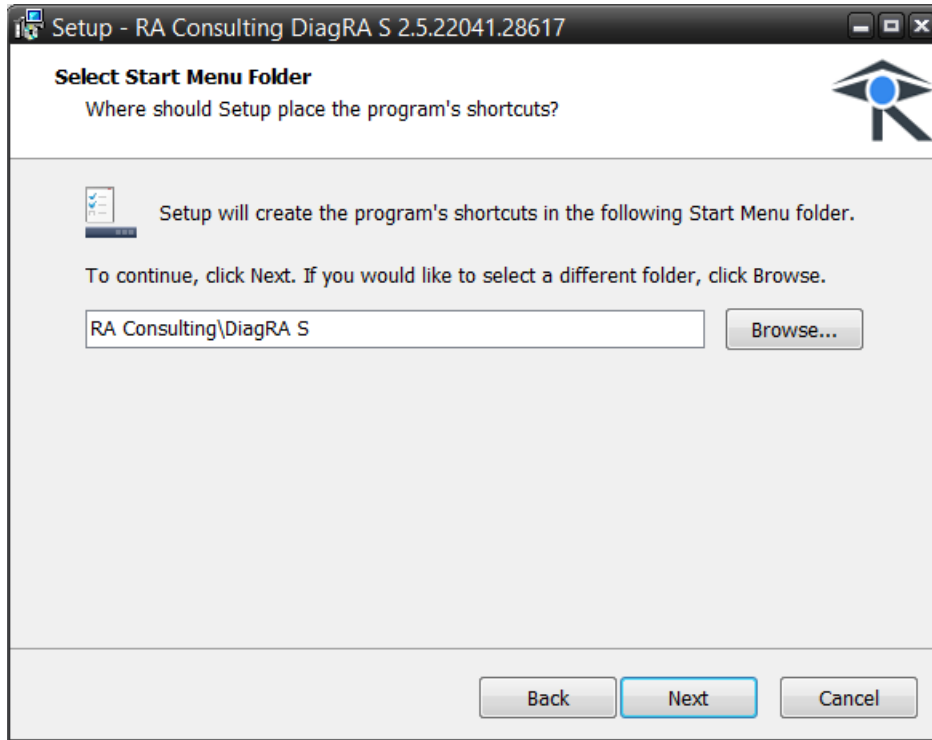 Setup - RA Consulting DiagRA S 2.5.22041.28617
Select Start Menu Folder
Where should Setup place the program's shortcuts?
Setup will create the program's shortcuts in the following Start Menu folder.
To continue, click Next. If you would like to select a different folder, click Browse.
RA Consulting\DiagRA S
Browse...
Back
Next
Cancel